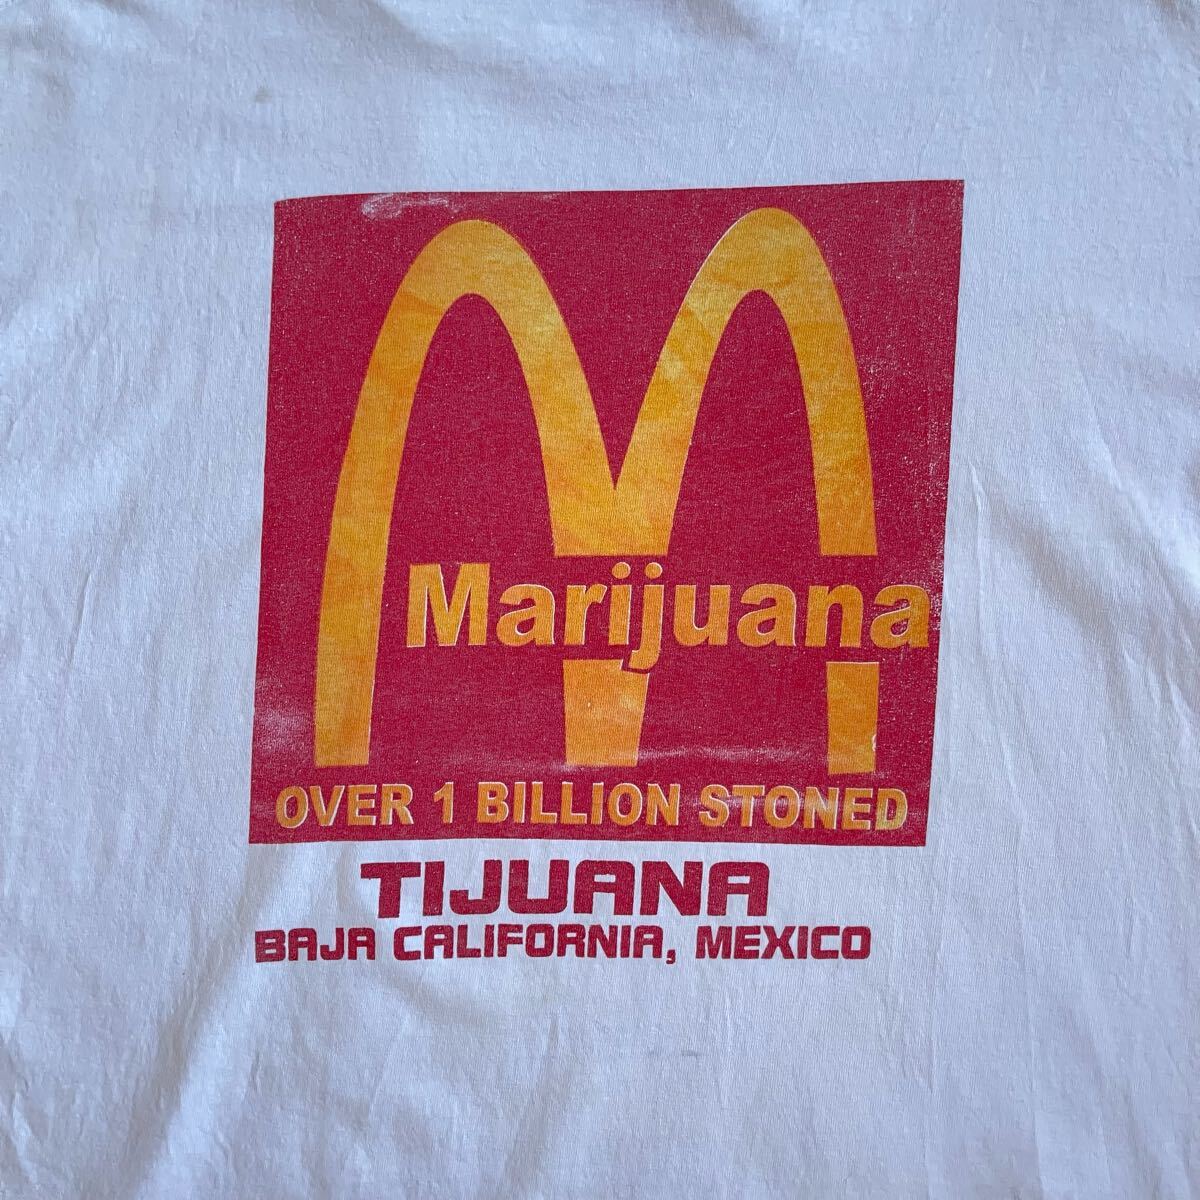 Marijuana
OVER 1 BILLION STONED
TIJUANA
BAJA CALIFORNIA, MEXICO